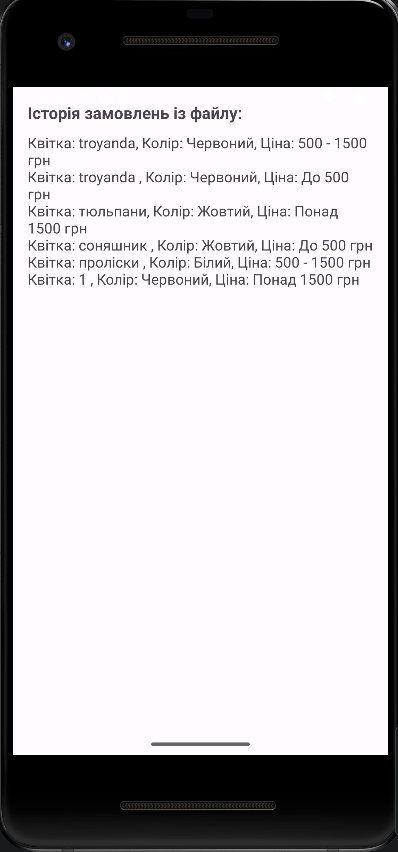 Історія замовлень із файлу:
Квітка: troyanda, Колір: Червоний, Ціна: 500 - 1500
грн
Квітка: troyanda , Колір: Червоний, Ціна: До 500
грн
Квітка: тюльпани, Колір: Жовтий, Ціна: Понад
1500 грн
Квітка: соняшник , Колір: Жовтий, Ціна: До 500 грн
Квітка: проліски , Колір: Білий, Ціна: 500 - 1500 грн
Квітка: 1 , Колір: Червоний, Ціна: Понад 1500 грн